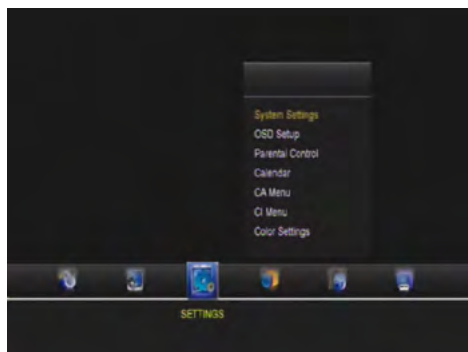 System Settings
OSD Setup
Parental Control
Calendar
CA Menu
CI Menu
Color Settings
SETTINGS